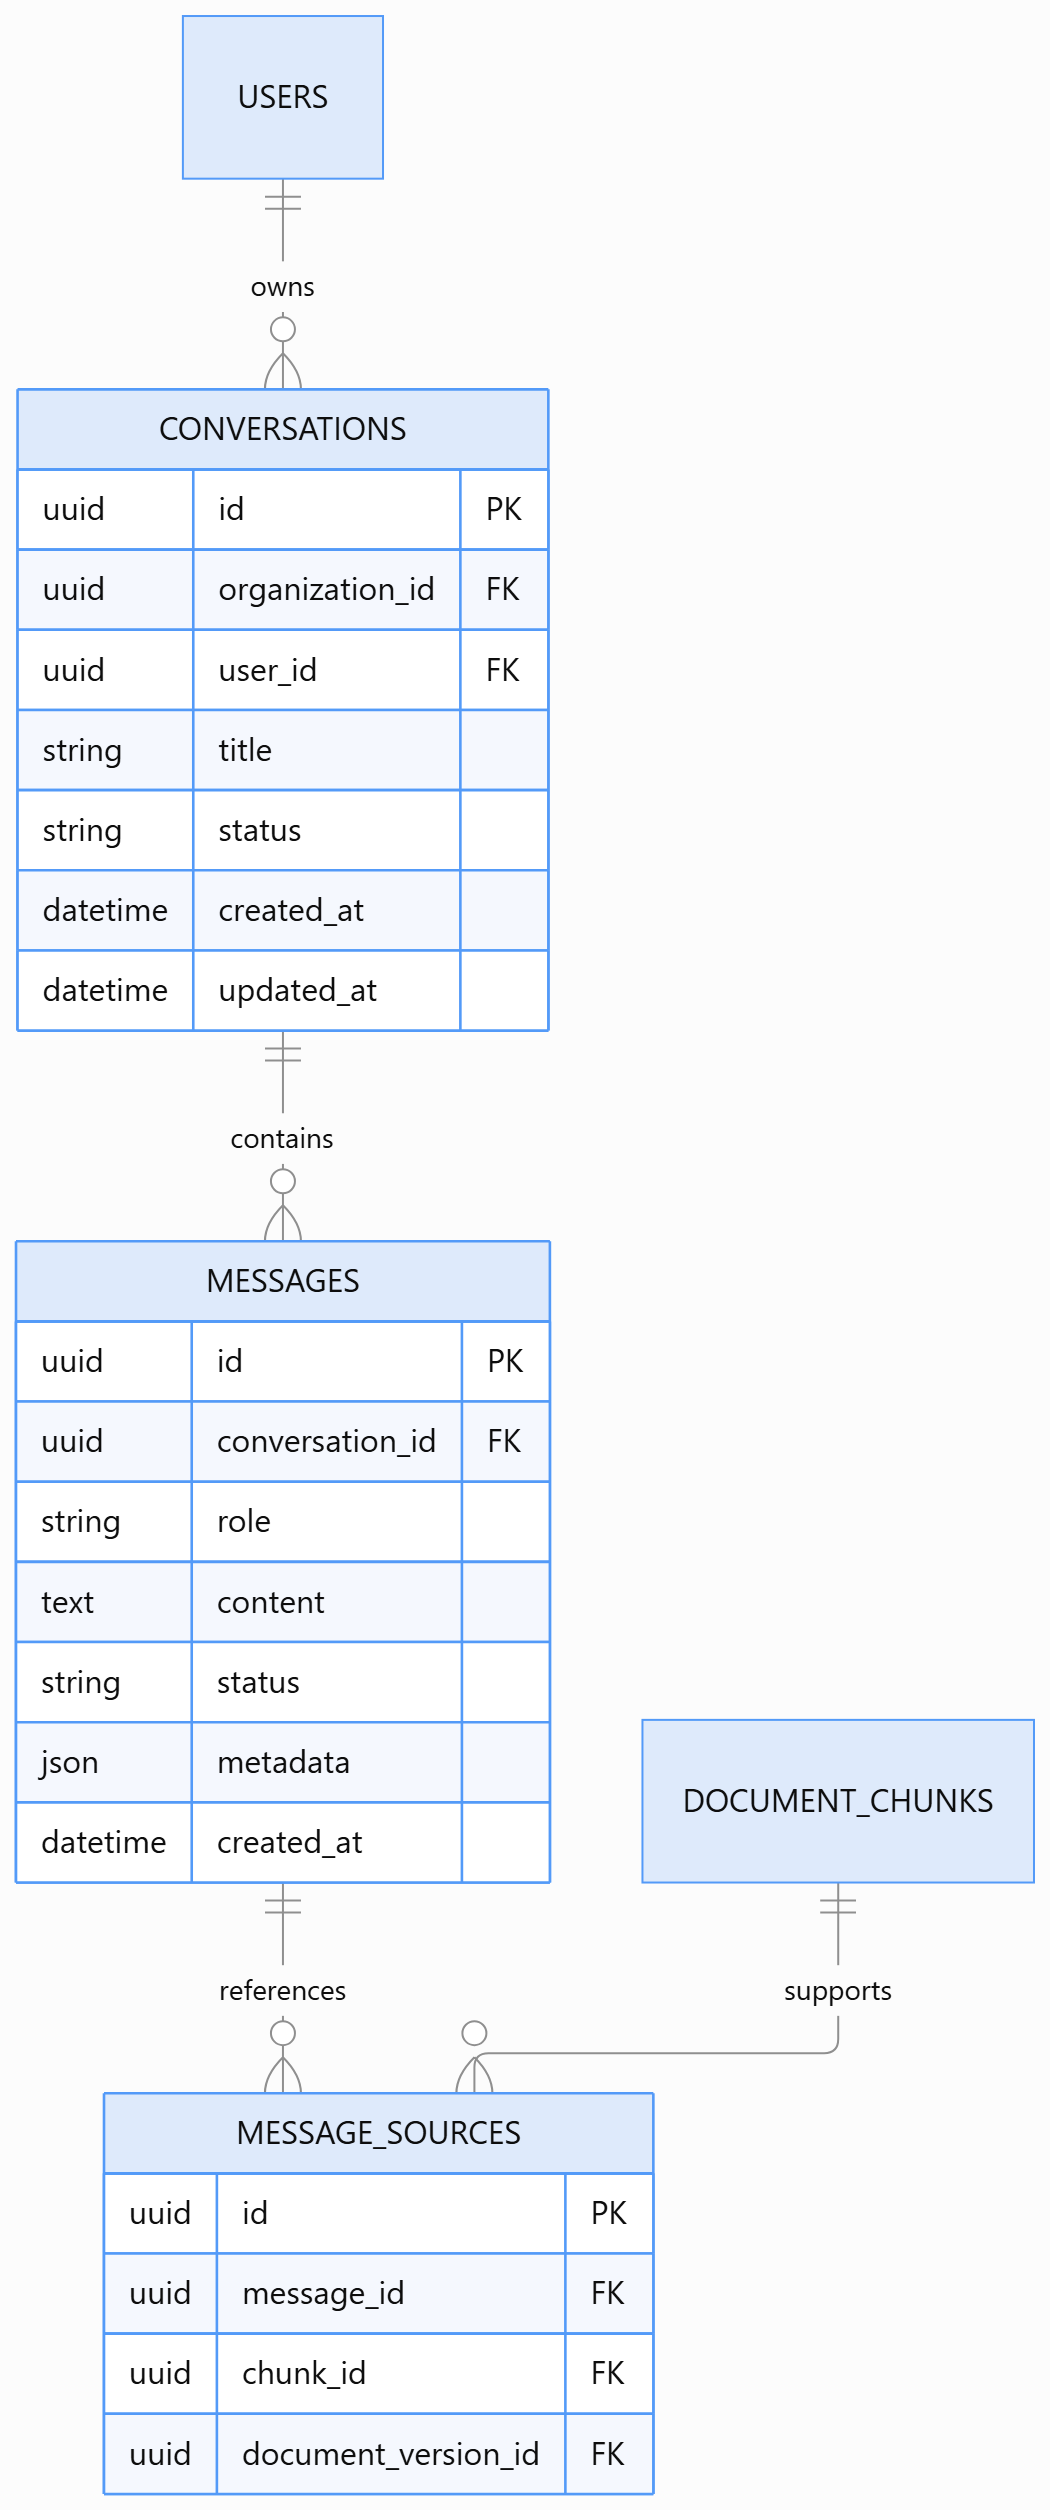 USERS
owns
CONVERSATIONS
uuid id PK
uuid organization_id FK
uuid user_id FK
string title
string status
datetime created_at
datetime updated_at
contains
MESSAGES
uuid id PK
uuid conversation_id FK
string role
text content
string status
json metadata
datetime created_at
DOCUMENT_CHUNKS
references
supports
MESSAGE_SOURCES
uuid id PK
uuid message_id FK
uuid chunk_id FK
uuid document_version_id FK